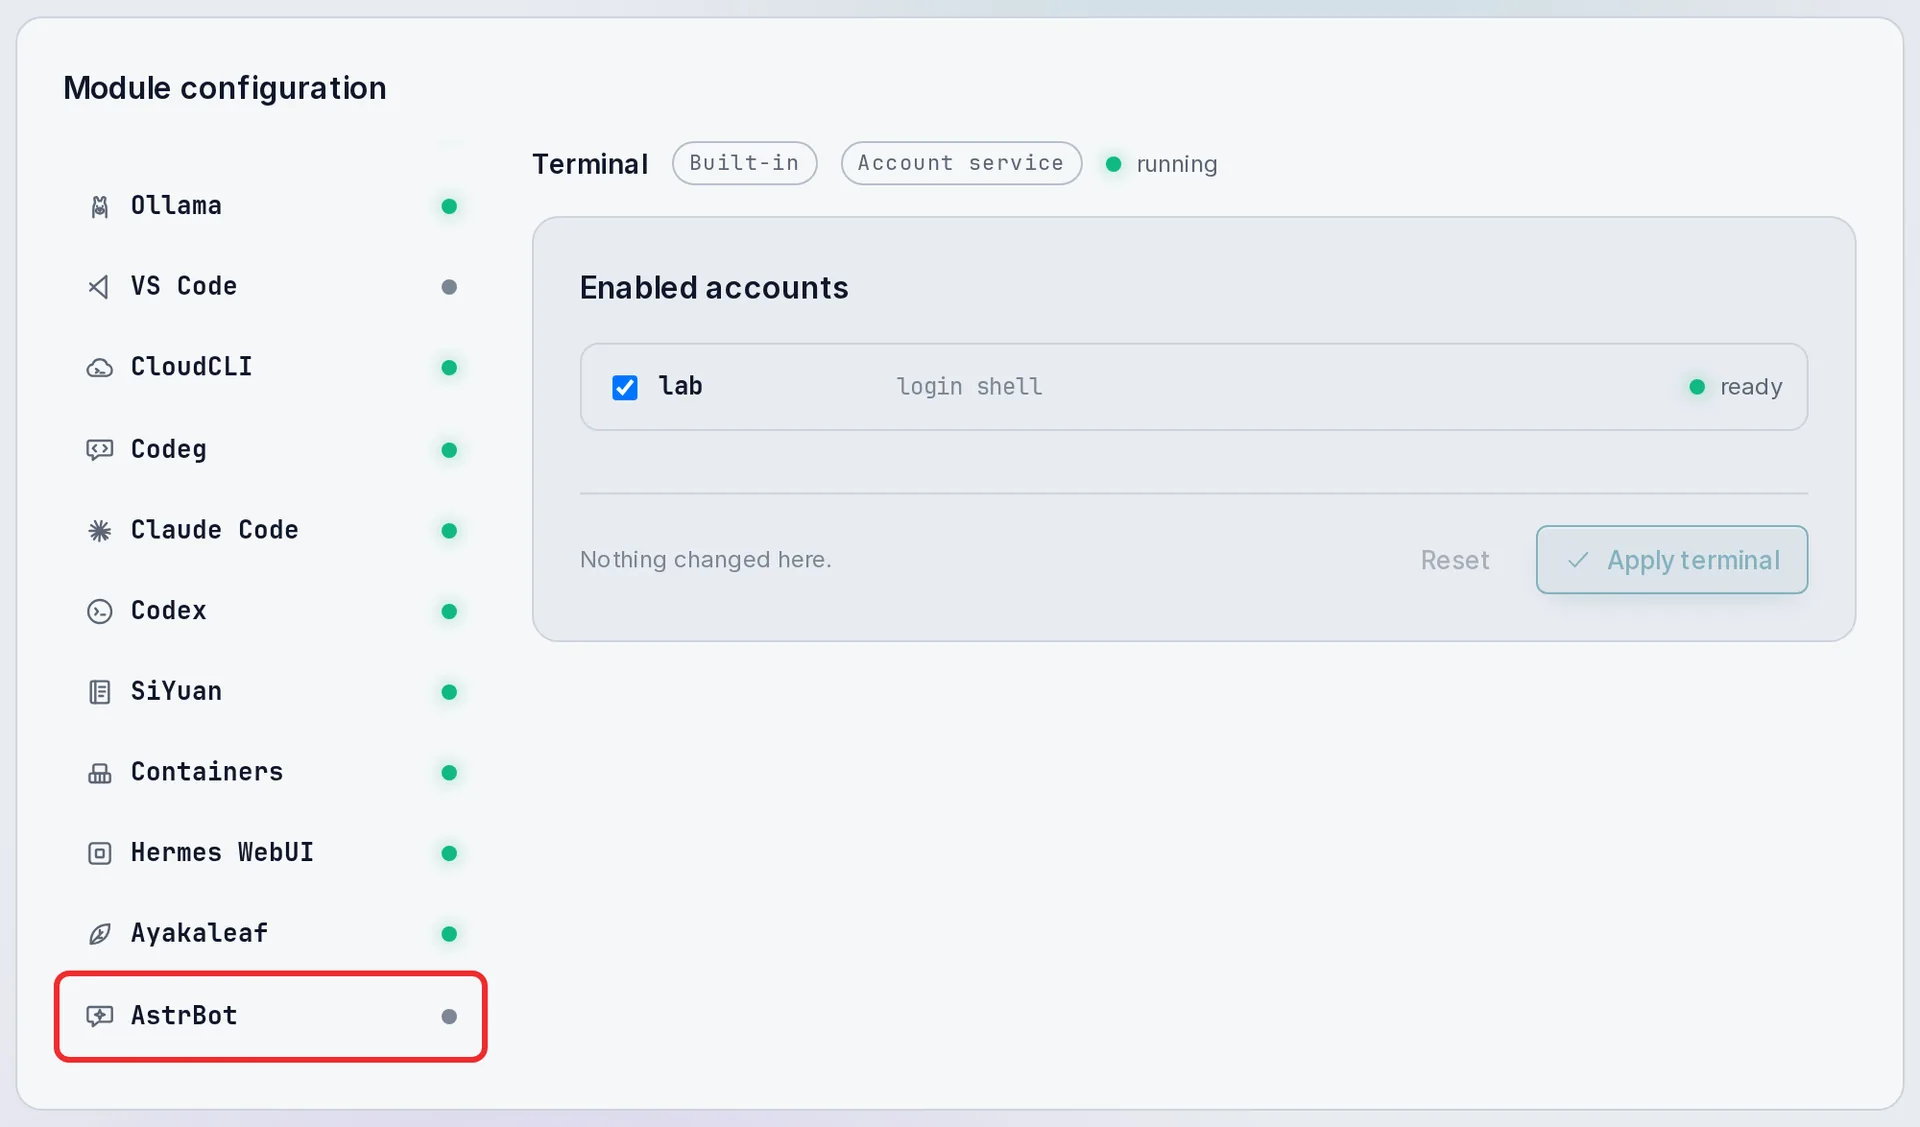 Module configuration
Ollama
VS Code
CloudCLI
Codeg
Claude Code
Codex
SiYuan
Containers
Hermes WebUI
Ayakaleaf
AstrBot
Terminal Built-in Account service running
Enabled accounts
lab login shell ready
Nothing changed here. Reset Apply terminal